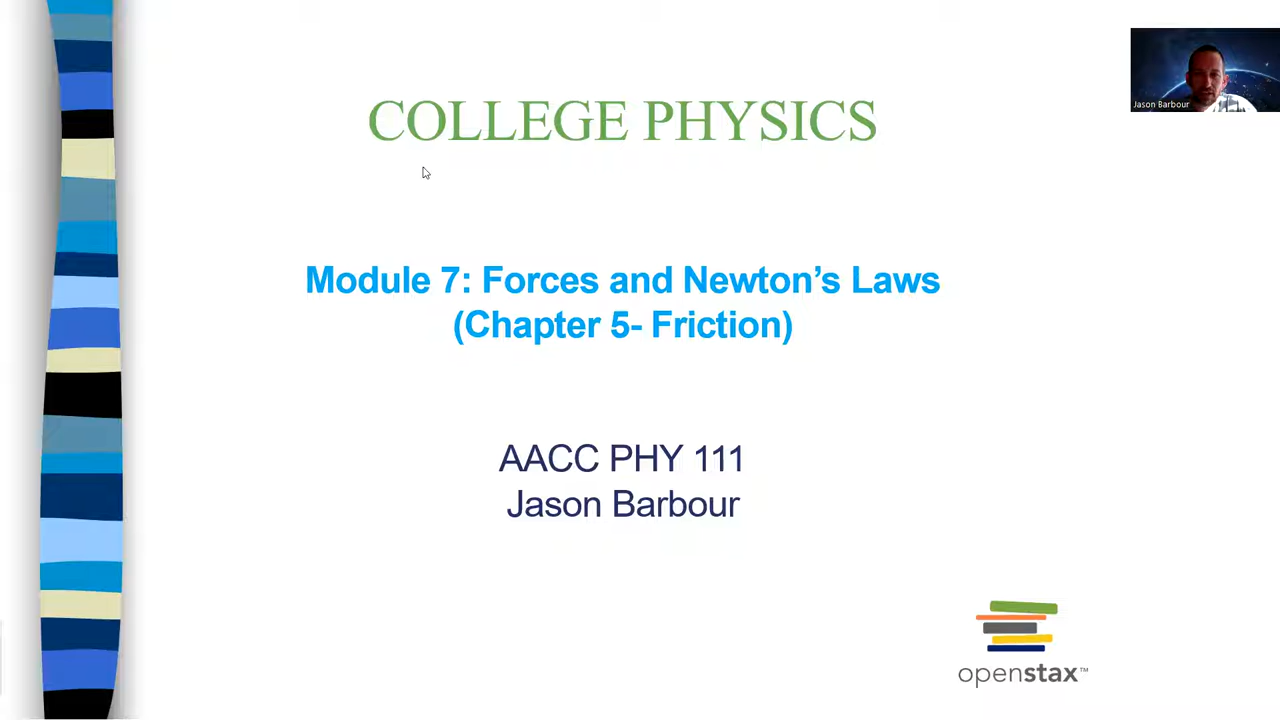 COLLEGE PHYSICS
Jason Barbour
Module 7: Forces and Newton’s Laws
(Chapter 5- Friction)
AACC PHY 111
Jason Barbour
openstax™